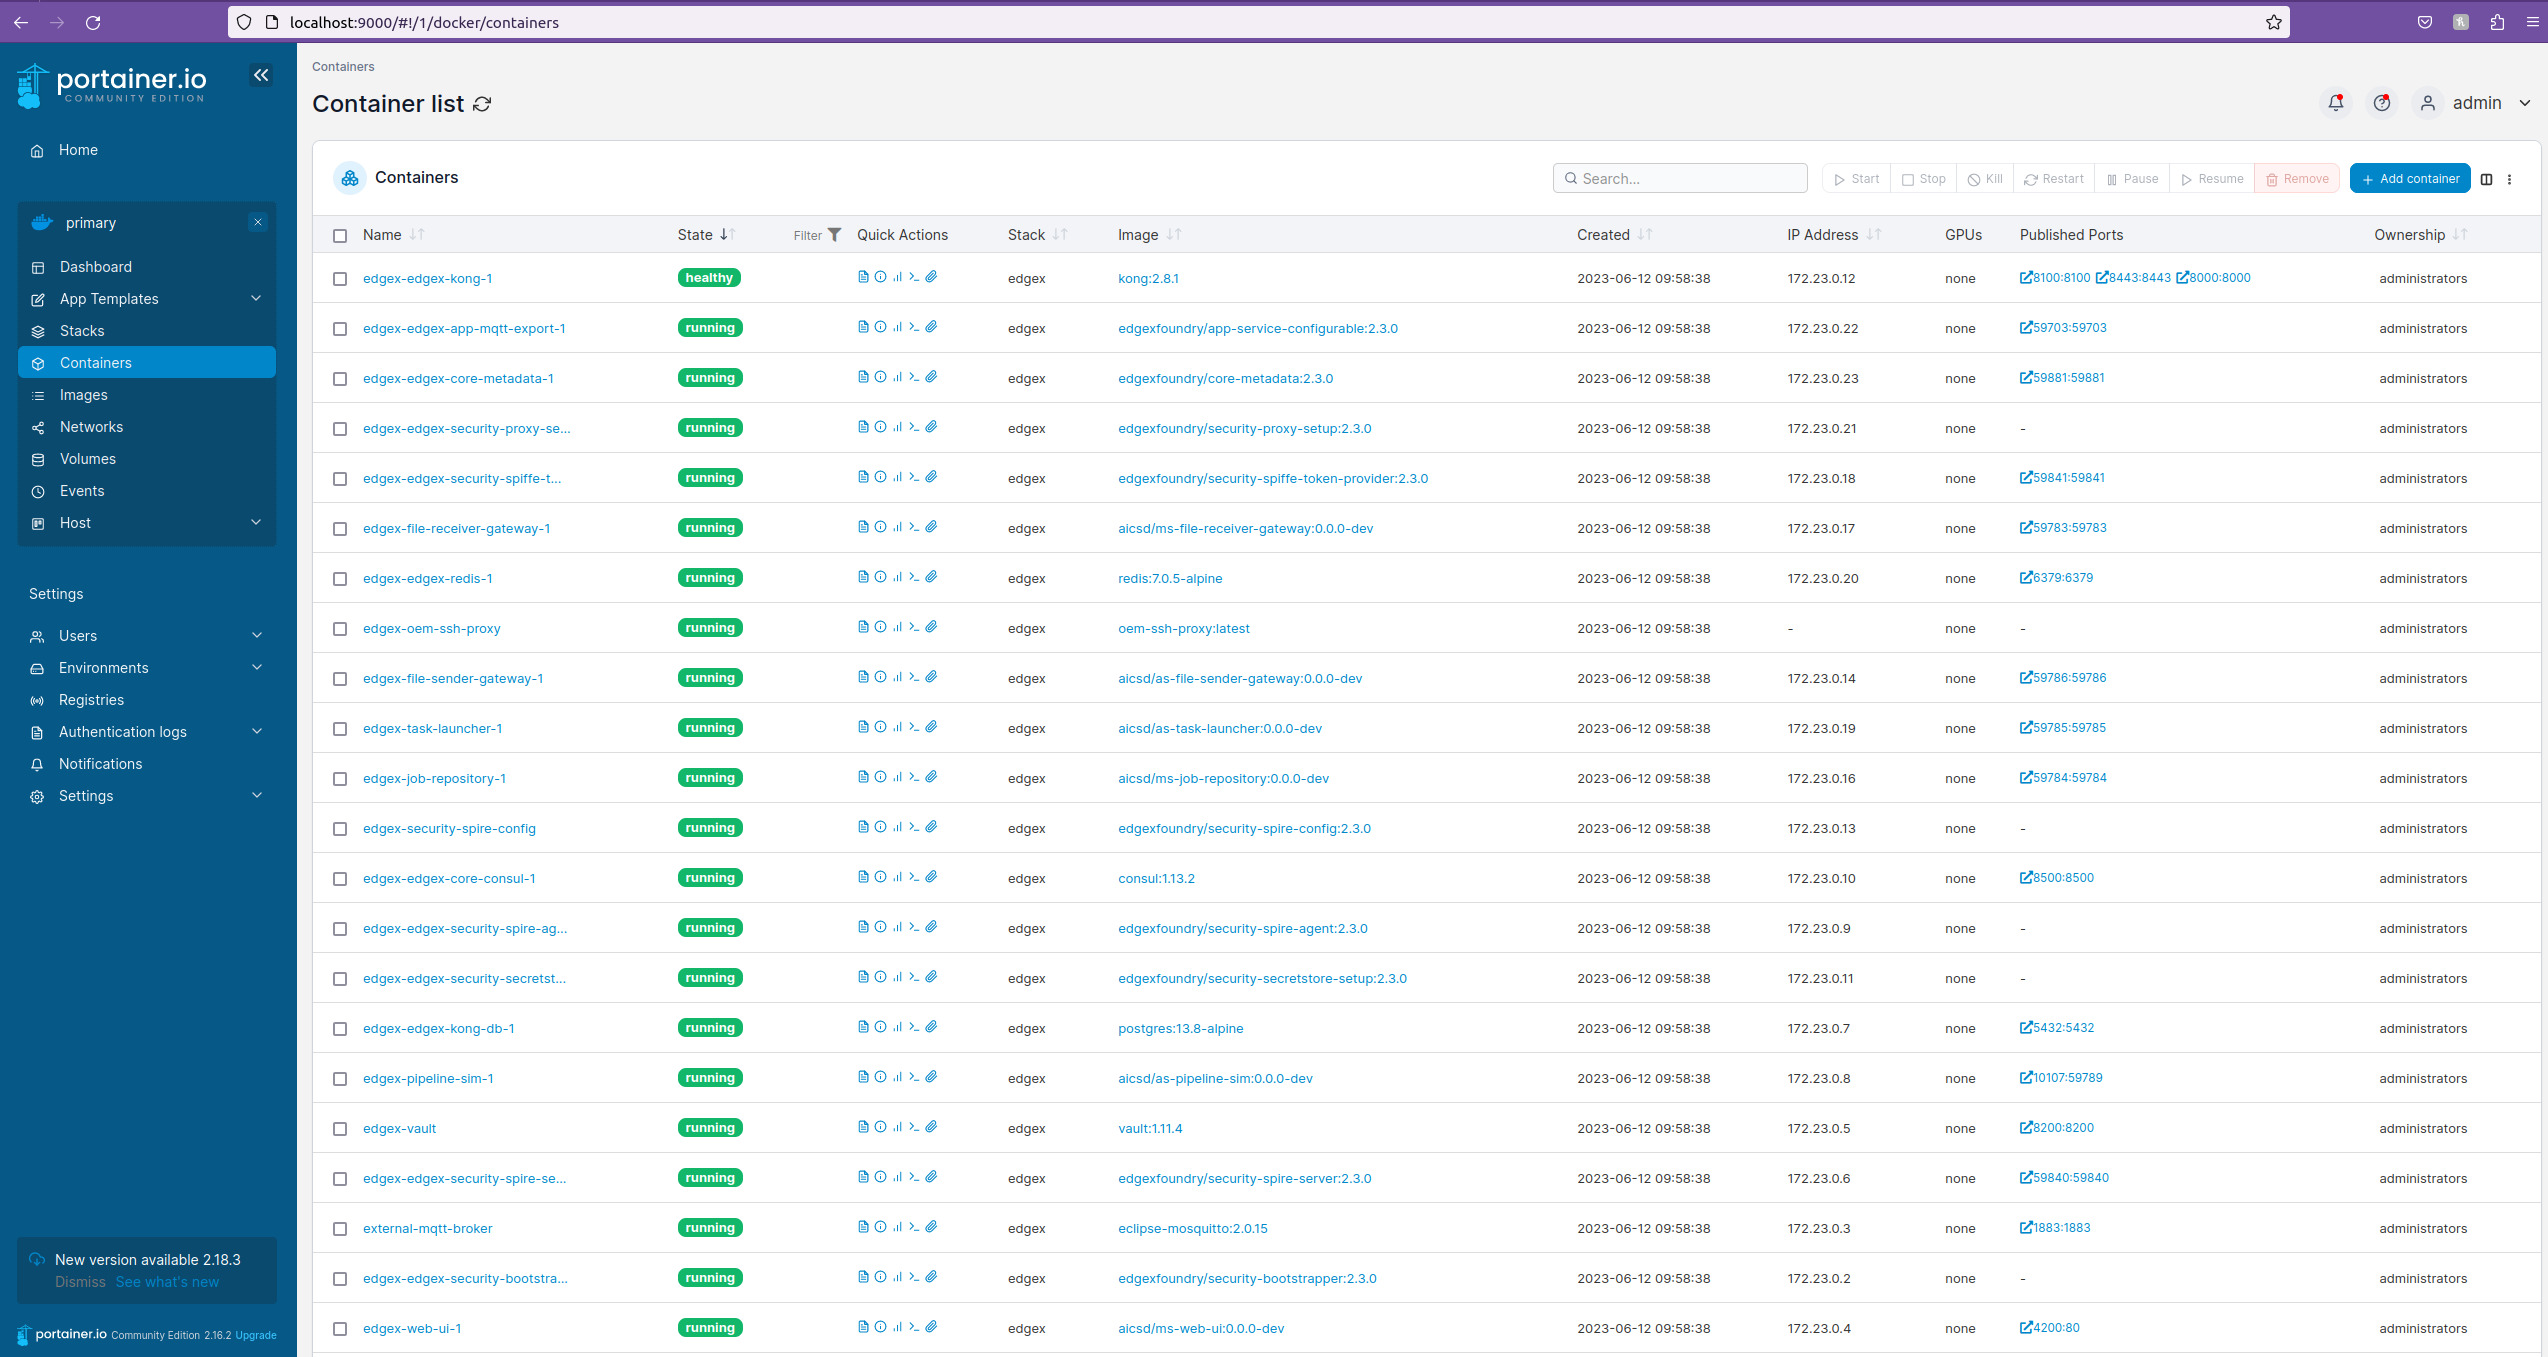 localhost:9000/#!/1/docker/containers
portainer.io
COMMUNITY EDITION
Home
primary
Dashboard
App Templates
Stacks
Containers
Images
Networks
Volumes
Events
Host
Settings
Users
Environments
Registries
Authentication logs
Notifications
Settings
New version available 2.18.3
Dismiss See what's new
portainer.io Community Edition 2.16.2 Upgrade
Containers
Container list
admin
Containers
Search... Start Stop Kill Restart Pause Resume Remove + Add container
Name State Filter Quick Actions Stack Image Created IP Address GPUs Published Ports Ownership
edgex-edgex-kong-1 healthy edgex kong:2.8.1 2023-06-12 09:58:38 172.23.0.12 none 8100:8100 8443:8443 8000:8000 administrators
edgex-edgex-app-mqtt-export-1 running edgex edgexfoundry/app-service-configurable:2.3.0 2023-06-12 09:58:38 172.23.0.22 none 59703:59703 administrators
edgex-edgex-core-metadata-1 running edgex edgexfoundry/core-metadata:2.3.0 2023-06-12 09:58:38 172.23.0.23 none 59881:59881 administrators
edgex-edgex-security-proxy-se... running edgex edgexfoundry/security-proxy-setup:2.3.0 2023-06-12 09:58:38 172.23.0.21 none - administrators
edgex-edgex-security-spiffe-t... running edgex edgexfoundry/security-spiffe-token-provider:2.3.0 2023-06-12 09:58:38 172.23.0.18 none 59841:59841 administrators
edgex-file-receiver-gateway-1 running edgex aicsd/ms-file-receiver-gateway:0.0.0-dev 2023-06-12 09:58:38 172.23.0.17 none 59783:59783 administrators
edgex-edgex-redis-1 running edgex redis:7.0.5-alpine 2023-06-12 09:58:38 172.23.0.20 none 6379:6379 administrators
edgex-oem-ssh-proxy running edgex oem-ssh-proxy:latest 2023-06-12 09:58:38 - none - administrators
edgex-file-sender-gateway-1 running edgex aicsd/as-file-sender-gateway:0.0.0-dev 2023-06-12 09:58:38 172.23.0.14 none 59786:59786 administrators
edgex-task-launcher-1 running edgex aicsd/as-task-launcher:0.0.0-dev 2023-06-12 09:58:38 172.23.0.19 none 59785:59785 administrators
edgex-job-repository-1 running edgex aicsd/ms-job-repository:0.0.0-dev 2023-06-12 09:58:38 172.23.0.16 none 59784:59784 administrators
edgex-security-spire-config running edgex edgexfoundry/security-spire-config:2.3.0 2023-06-12 09:58:38 172.23.0.13 none - administrators
edgex-edgex-core-consul-1 running edgex consul:1.13.2 2023-06-12 09:58:38 172.23.0.10 none 8500:8500 administrators
edgex-edgex-security-spire-ag... running edgex edgexfoundry/security-spire-agent:2.3.0 2023-06-12 09:58:38 172.23.0.9 none - administrators
edgex-edgex-security-secretst... running edgex edgexfoundry/security-secretstore-setup:2.3.0 2023-06-12 09:58:38 172.23.0.11 none - administrators
edgex-edgex-kong-db-1 running edgex postgres:13.8-alpine 2023-06-12 09:58:38 172.23.0.7 none 5432:5432 administrators
edgex-pipeline-sim-1 running edgex aicsd/as-pipeline-sim:0.0.0-dev 2023-06-12 09:58:38 172.23.0.8 none 10107:59789 administrators
edgex-vault running edgex vault:1.11.4 2023-06-12 09:58:38 172.23.0.5 none 8200:8200 administrators
edgex-edgex-security-spire-se... running edgex edgexfoundry/security-spire-server:2.3.0 2023-06-12 09:58:38 172.23.0.6 none 59840:59840 administrators
external-mqtt-broker running edgex eclipse-mosquitto:2.0.15 2023-06-12 09:58:38 172.23.0.3 none 1883:1883 administrators
edgex-edgex-security-bootstra... running edgex edgexfoundry/security-bootstrapper:2.3.0 2023-06-12 09:58:38 172.23.0.2 none - administrators
edgex-web-ui-1 running edgex aicsd/ms-web-ui:0.0.0-dev 2023-06-12 09:58:38 172.23.0.4 none 4200:80 administrators